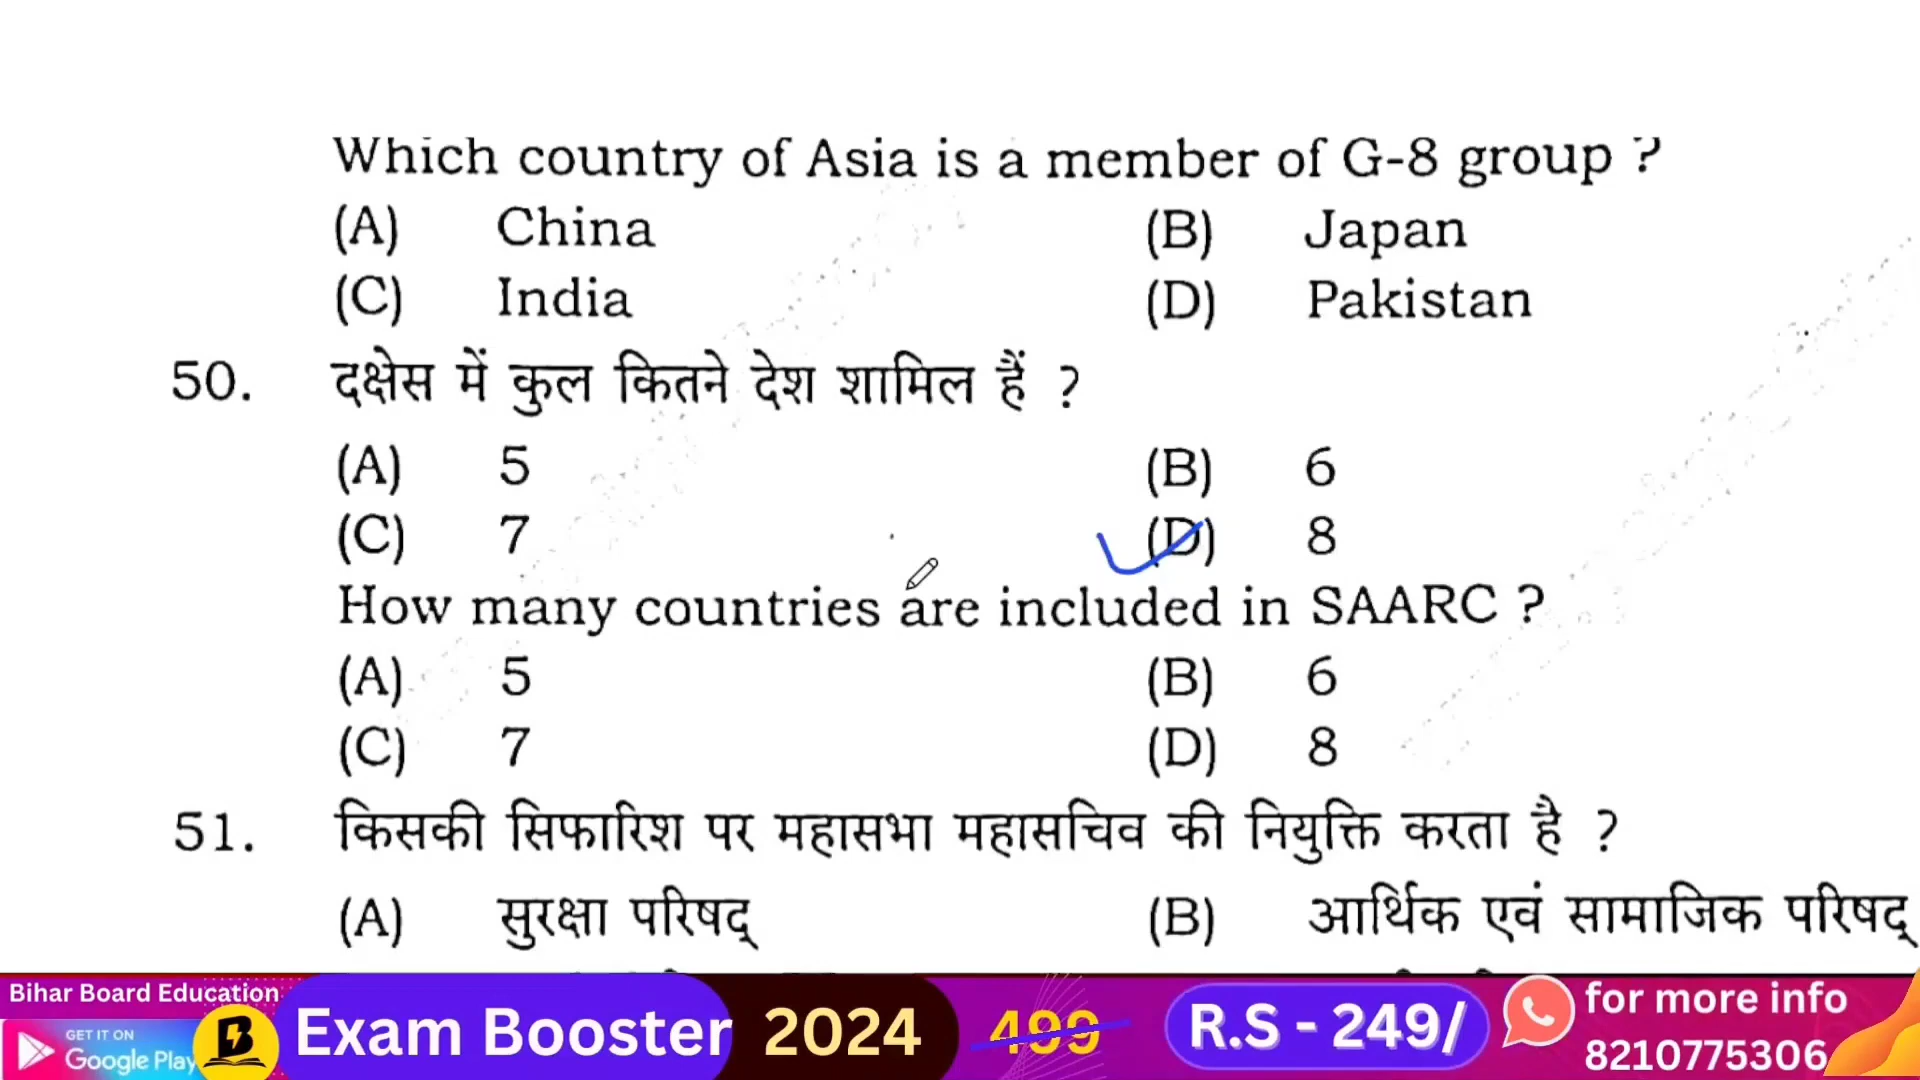 Which country of Asia is a member of G-8 group ?
(A) China (B) Japan
(C) India (D) Pakistan
50. दक्षेस में कुल कितने देश शामिल हैं ?
(A) 5 (B) 6
(C) 7 (D) 8
How many countries are included in SAARC ?
(A) 5 (B) 6
(C) 7 (D) 8
51. किसकी सिफारिश पर महासभा महासचिव की नियुक्ति करता है ?
(A) सुरक्षा परिषद् (B) आर्थिक एवं सामाजिक परिषद्
Bihar Board Education
GET IT ON
Google Play
B
Exam Booster 2024 499 R.S - 249/
for more info
8210775306